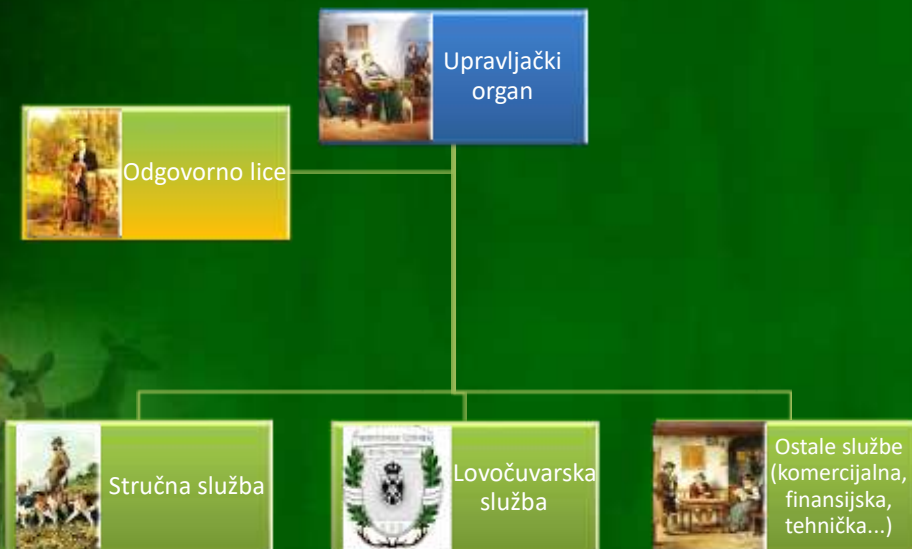 Upravljački
organ
Odgovorno lice
Stručna služba
Lovočuvarska
služba
Ostale službe
(komercijalna,
finansijska,
tehnička...)